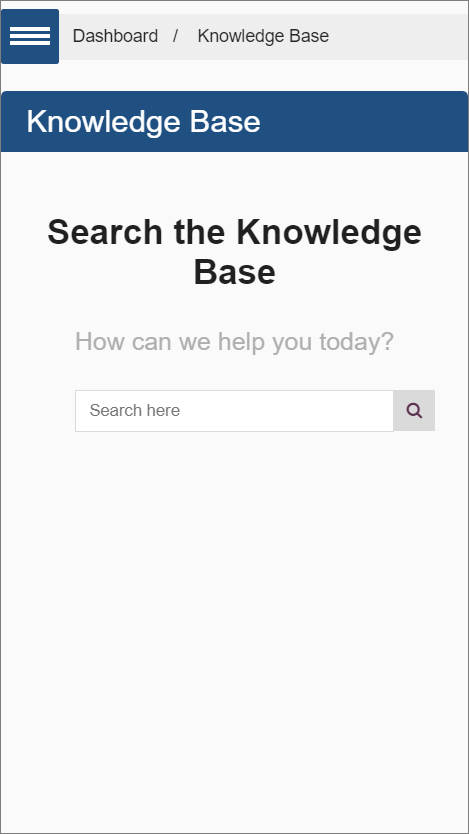 Dashboard / Knowledge Base
Knowledge Base
Search the Knowledge
Base
How can we help you today?
Search here